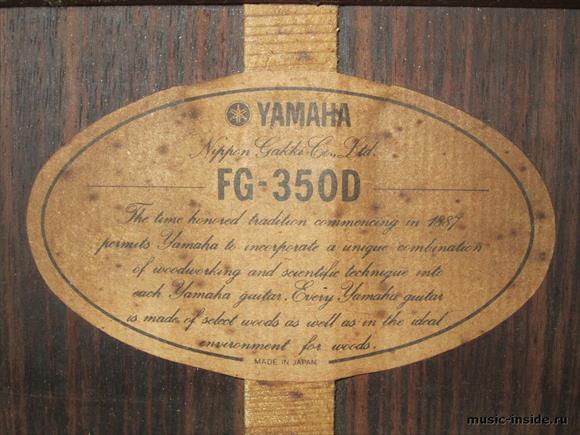 YAMAHA
Nippon Gakki Co., Ltd.
FG-350D
The time honored tradition commencing in 1887
permits Yamaha to incorporate a unique combination
of woodworking and scientific technique into
each Yamaha guitar. Every Yamaha guitar
is made of select woods as well as in the ideal
environment for woods.
MADE IN JAPAN
music-inside.ru